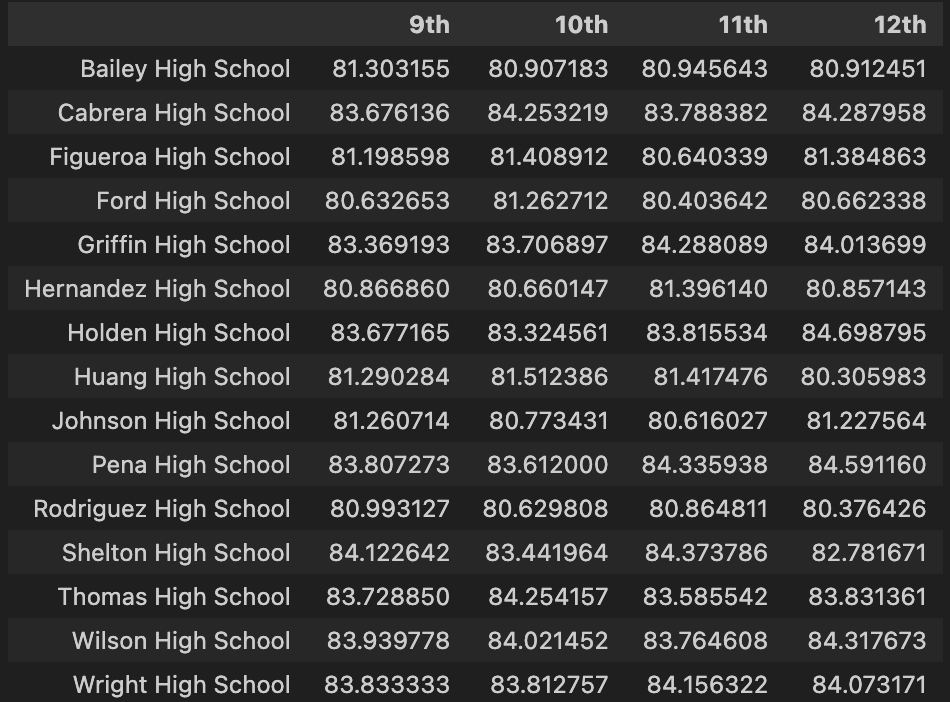 9th 10th 11th 12th
Bailey High School 81.303155 80.907183 80.945643 80.912451
Cabrera High School 83.676136 84.253219 83.788382 84.287958
Figueroa High School 81.198598 81.408912 80.640339 81.384863
Ford High School 80.632653 81.262712 80.403642 80.662338
Griffin High School 83.369193 83.706897 84.288089 84.013699
Hernandez High School 80.866860 80.660147 81.396140 80.857143
Holden High School 83.677165 83.324561 83.815534 84.698795
Huang High School 81.290284 81.512386 81.417476 80.305983
Johnson High School 81.260714 80.773431 80.616027 81.227564
Pena High School 83.807273 83.612000 84.335938 84.591160
Rodriguez High School 80.993127 80.629808 80.864811 80.376426
Shelton High School 84.122642 83.441964 84.373786 82.781671
Thomas High School 83.728850 84.254157 83.585542 83.831361
Wilson High School 83.939778 84.021452 83.764608 84.317673
Wright High School 83.833333 83.812757 84.156322 84.073171